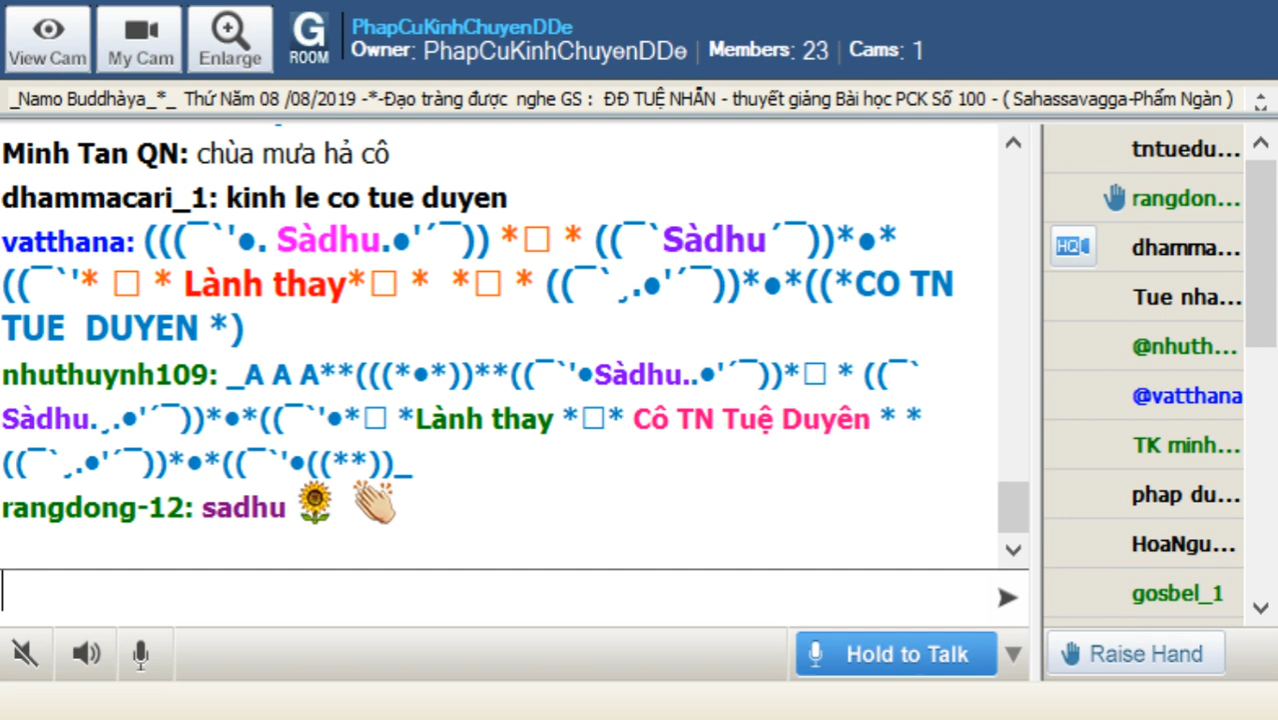 View Cam
My Cam
Enlarge
G
ROOM
PhapCuKinhChuyenDDe
Owner: PhapCuKinhChuyenDDe | Members: 23 | Cams: 1
_Namo Buddhàya_*_ Thứ Năm 08 /08/2019 -*-Đạo tràng được nghe GS : ĐĐ TUỆ NHẪN - thuyết giảng Bài học PCK Số 100 - ( Sahassavagga-Phẩm Ngàn )
Minh Tan QN: chùa mưa hả cô
dhammacari_1: kinh le co tue duyen
vatthana: (((¯`'●. Sàdhu.●'´¯)) *□ * ((¯`Sàdhu´¯))*●*
((¯`'* □ * Lành thay*□ * *□ * ((¯`¸.●'´¯))*●*((*CO TN
TUE DUYEN *)
nhuthuynh109: _A A A**(((*●*))**((¯`'●Sàdhu..●'´¯))*□ * ((¯`
Sàdhu.¸.●'´¯))*●*((¯`'●*□ *Lành thay *□* Cô TN Tuệ Duyên * *
((¯`¸.●'´¯))*●*((¯`'●((**))_
rangdong-12: sadhu 🌻 👏
tntuedu...
rangdon...
HQ
dhamma...
Tue nha...
@nhuth...
@vatthana
TK minh...
phap du...
HoaNgu...
gosbel_1
Hold to Talk
Raise Hand